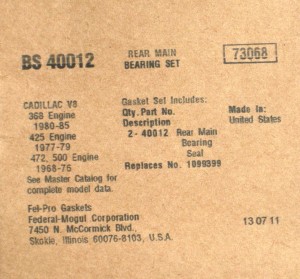 BS 40012
REAR MAIN
BEARING SET
73068
CADILLAC V8
368 Engine
1980-85
425 Engine
1977-79
472, 500 Engine
1968-76
See Master Catalog for
complete model data.
Gasket Set Includes:
Qty. Part No.
Description
2 - 40012 Rear Main
Bearing
Seal
Replaces No. 1099399
Made in:
United States
Fel-Pro Gaskets
Federal-Mogul Corporation
7450 N. McCormick Blvd.,
Skokie, Illinois 60076-8103, U.S.A.
13 07 11